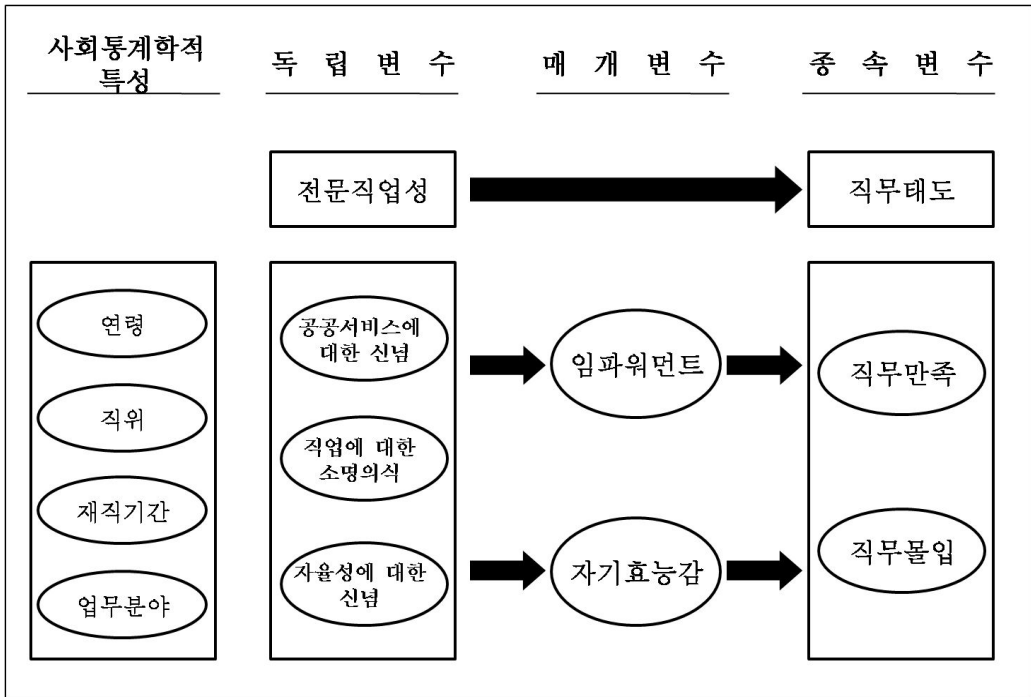 사회통계학적
특성
독 립 변 수
매 개 변 수
종 속 변 수
전문직업성
직무태도
연령
직위
재직기간
업무분야
공공서비스에
대한 신념
직업에 대한
소명의식
자율성에 대한
신념
임파워먼트
자기효능감
직무만족
직무몰입